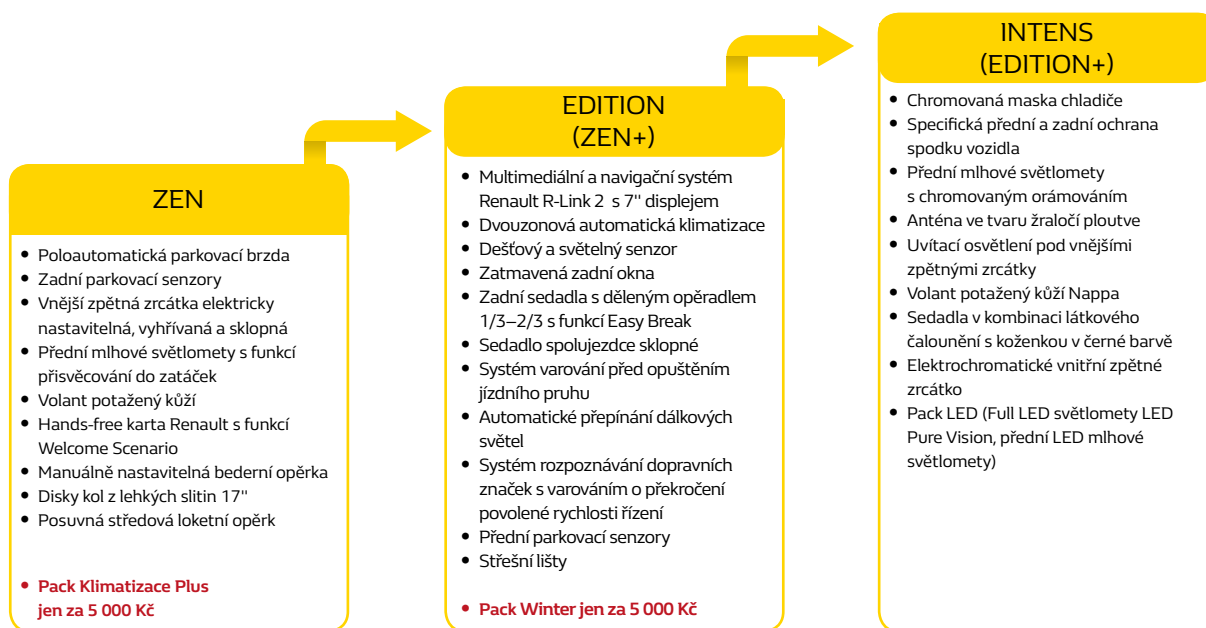 ZEN
• Poloautomatická parkovací brzda
• Zadní parkovací senzory
• Vnější zpětná zrcátka elektricky
nastavitelná, vyhřívaná a sklopná
• Přední mlhové světlomety s funkcí
přisvěcování do zatáček
• Volant potažený kůží
• Hands-free karta Renault s funkcí
Welcome Scenario
• Manuálně nastavitelná bederní opěrka
• Disky kol z lehkých slitin 17"
• Posuvná středová loketní opěrk
• Pack Klimatizace Plus
jen za 5 000 Kč
EDITION
(ZEN+)
• Multimediální a navigační systém
Renault R-Link 2 s 7" displejem
• Dvouzonová automatická klimatizace
• Dešťový a světelný senzor
• Zatmavená zadní okna
• Zadní sedadla s děleným opěradlem
1/3–2/3 s funkcí Easy Break
• Sedadlo spolujezdce sklopné
• Systém varování před opuštěním
jízdního pruhu
• Automatické přepínání dálkových
světel
• Systém rozpoznávání dopravních
značek s varováním o překročení
povolené rychlosti řízení
• Přední parkovací senzory
• Střešní lišty
• Pack Winter jen za 5 000 Kč
INTENS
(EDITION+)
• Chromovaná maska chladiče
• Specifická přední a zadní ochrana
spodku vozidla
• Přední mlhové světlomety
s chromovaným orámováním
• Anténa ve tvaru žraločí ploutve
• Uvítací osvětlení pod vnějšími
zpětnými zrcátky
• Volant potažený kůží Nappa
• Sedadla v kombinaci látkového
čalounění s koženkou v černé barvě
• Elektrochromatické vnitřní zpětné
zrcátko
• Pack LED (Full LED světlomety LED
Pure Vision, přední LED mlhové
světlomety)